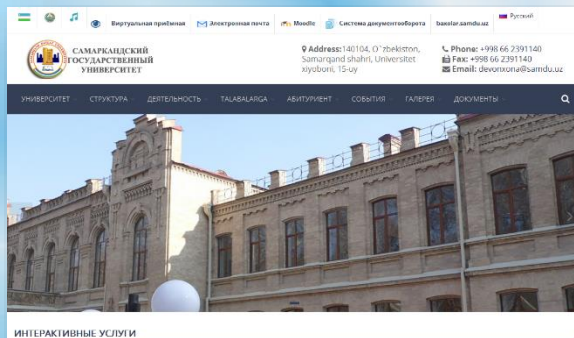 Виртуальная приёмная Электронная почта Moodle Система документооборота baxolar.samdu.uz Русский
САМАРКАНДСКИЙ
ГОСУДАРСТВЕННЫЙ
УНИВЕРСИТЕТ
Address:140104, O`zbekiston,
Samarqand shahri, Universitet
xiyoboni, 15-uy
Phone: +998 66 2391140
Fax: +998 66 2391140
Email: devonxona@samdu.uz
УНИВЕРСИТЕТ СТРУКТУРА ДЕЯТЕЛЬНОСТЬ TALABALARGA АБИТУРИЕНТ СОБЫТИЯ ГАЛЕРЕЯ ДОКУМЕНТЫ
ИНТЕРАКТИВНЫЕ УСЛУГИ